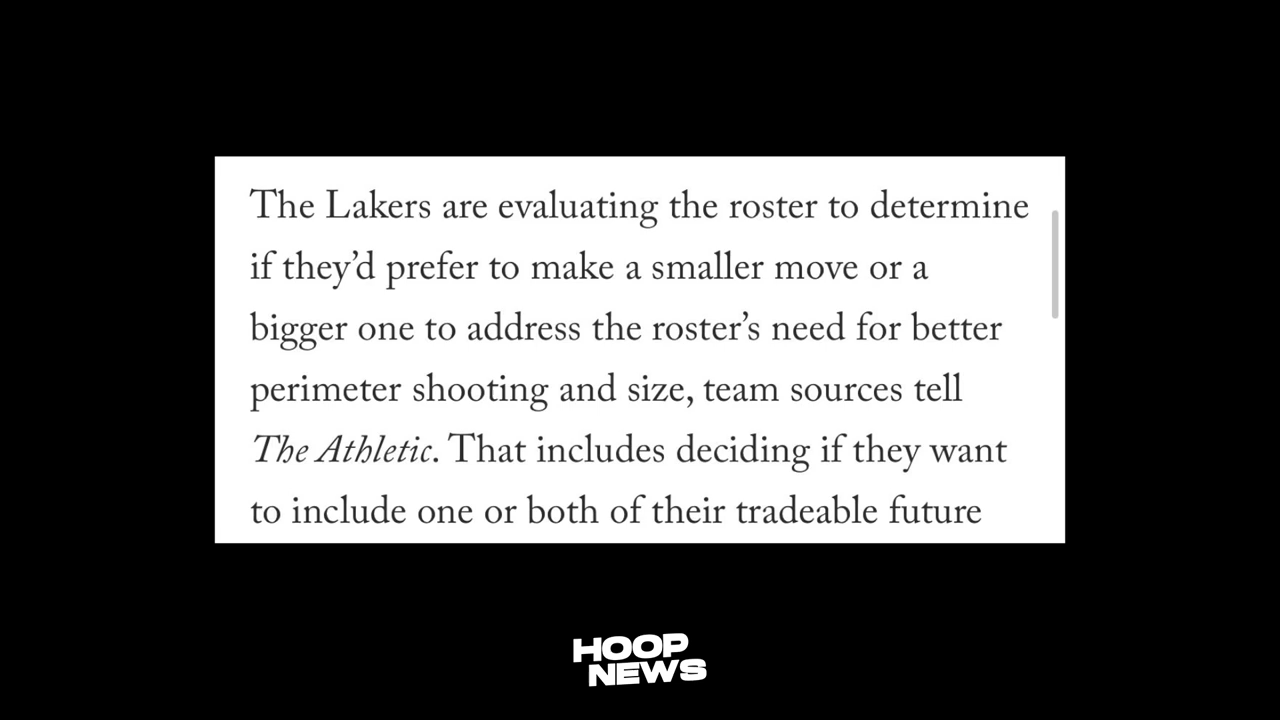 The Lakers are evaluating the roster to determine
if they’d prefer to make a smaller move or a
bigger one to address the roster’s need for better
perimeter shooting and size, team sources tell
The Athletic. That includes deciding if they want
to include one or both of their tradeable future
HOOP
NEWS